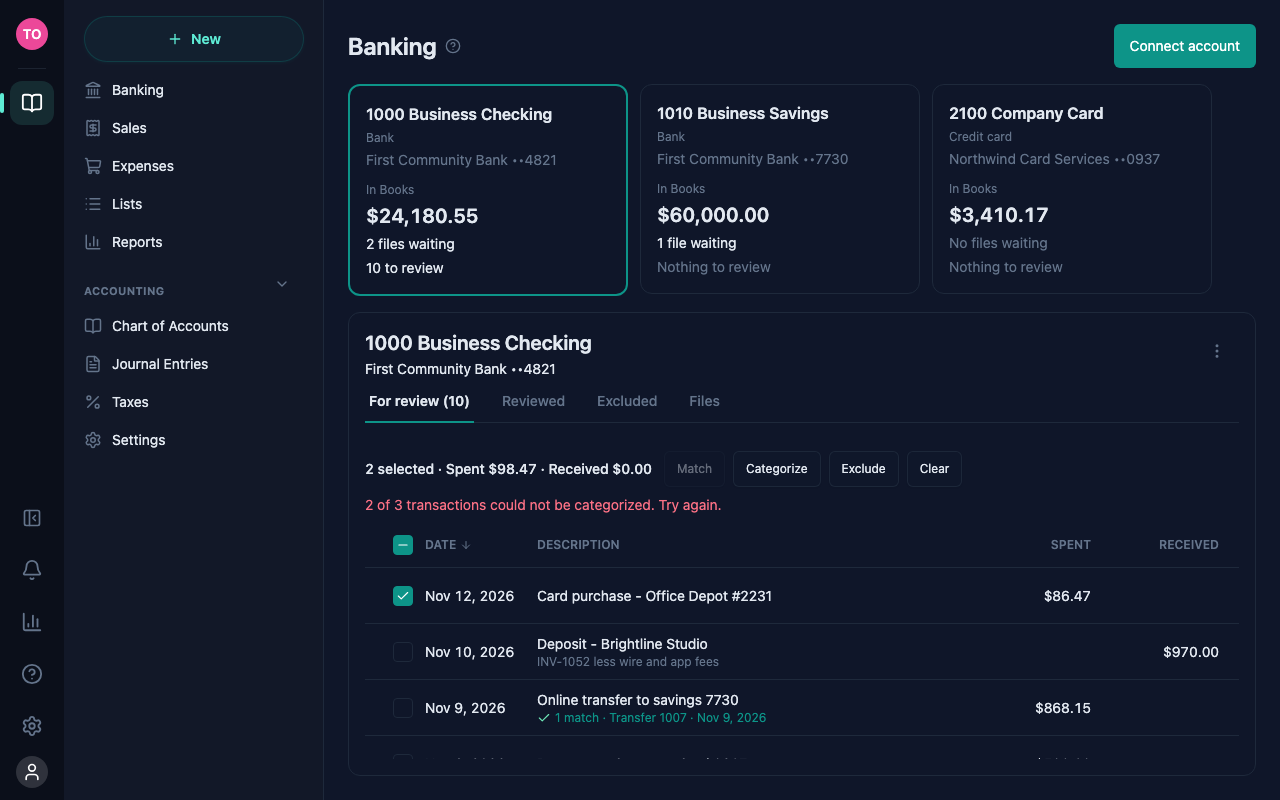 TO
New
Banking
Sales
Expenses
Lists
Reports
ACCOUNTING
Chart of Accounts
Journal Entries
Taxes
Settings
Banking
Connect account
1000 Business Checking
Bank
First Community Bank ••4821
In Books
$24,180.55
2 files waiting
10 to review
1010 Business Savings
Bank
First Community Bank ••7730
In Books
$60,000.00
1 file waiting
Nothing to review
2100 Company Card
Credit card
Northwind Card Services ••0937
In Books
$3,410.17
No files waiting
Nothing to review
1000 Business Checking
First Community Bank ••4821
For review (10) Reviewed Excluded Files
2 selected · Spent $98.47 · Received $0.00 Match Categorize Exclude Clear
2 of 3 transactions could not be categorized. Try again.
DATE DESCRIPTION SPENT RECEIVED
Nov 12, 2026 Card purchase - Office Depot #2231 $86.47
Nov 10, 2026 Deposit - Brightline Studio $970.00
INV-1052 less wire and app fees
Nov 9, 2026 Online transfer to savings 7730 $868.15
1 match · Transfer 1007 · Nov 9, 2026